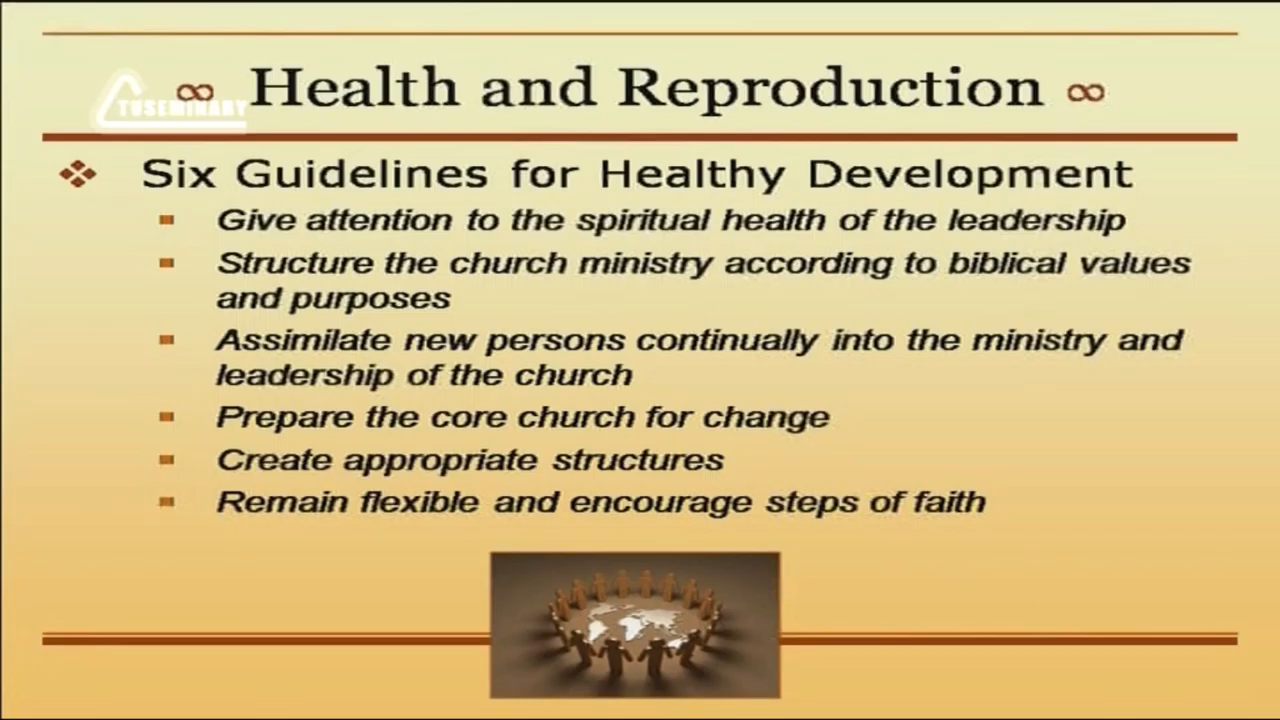 TVSEMINARY
∞ Health and Reproduction ∞
Six Guidelines for Healthy Development
Give attention to the spiritual health of the leadership
Structure the church ministry according to biblical values
and purposes
Assimilate new persons continually into the ministry and
leadership of the church
Prepare the core church for change
Create appropriate structures
Remain flexible and encourage steps of faith